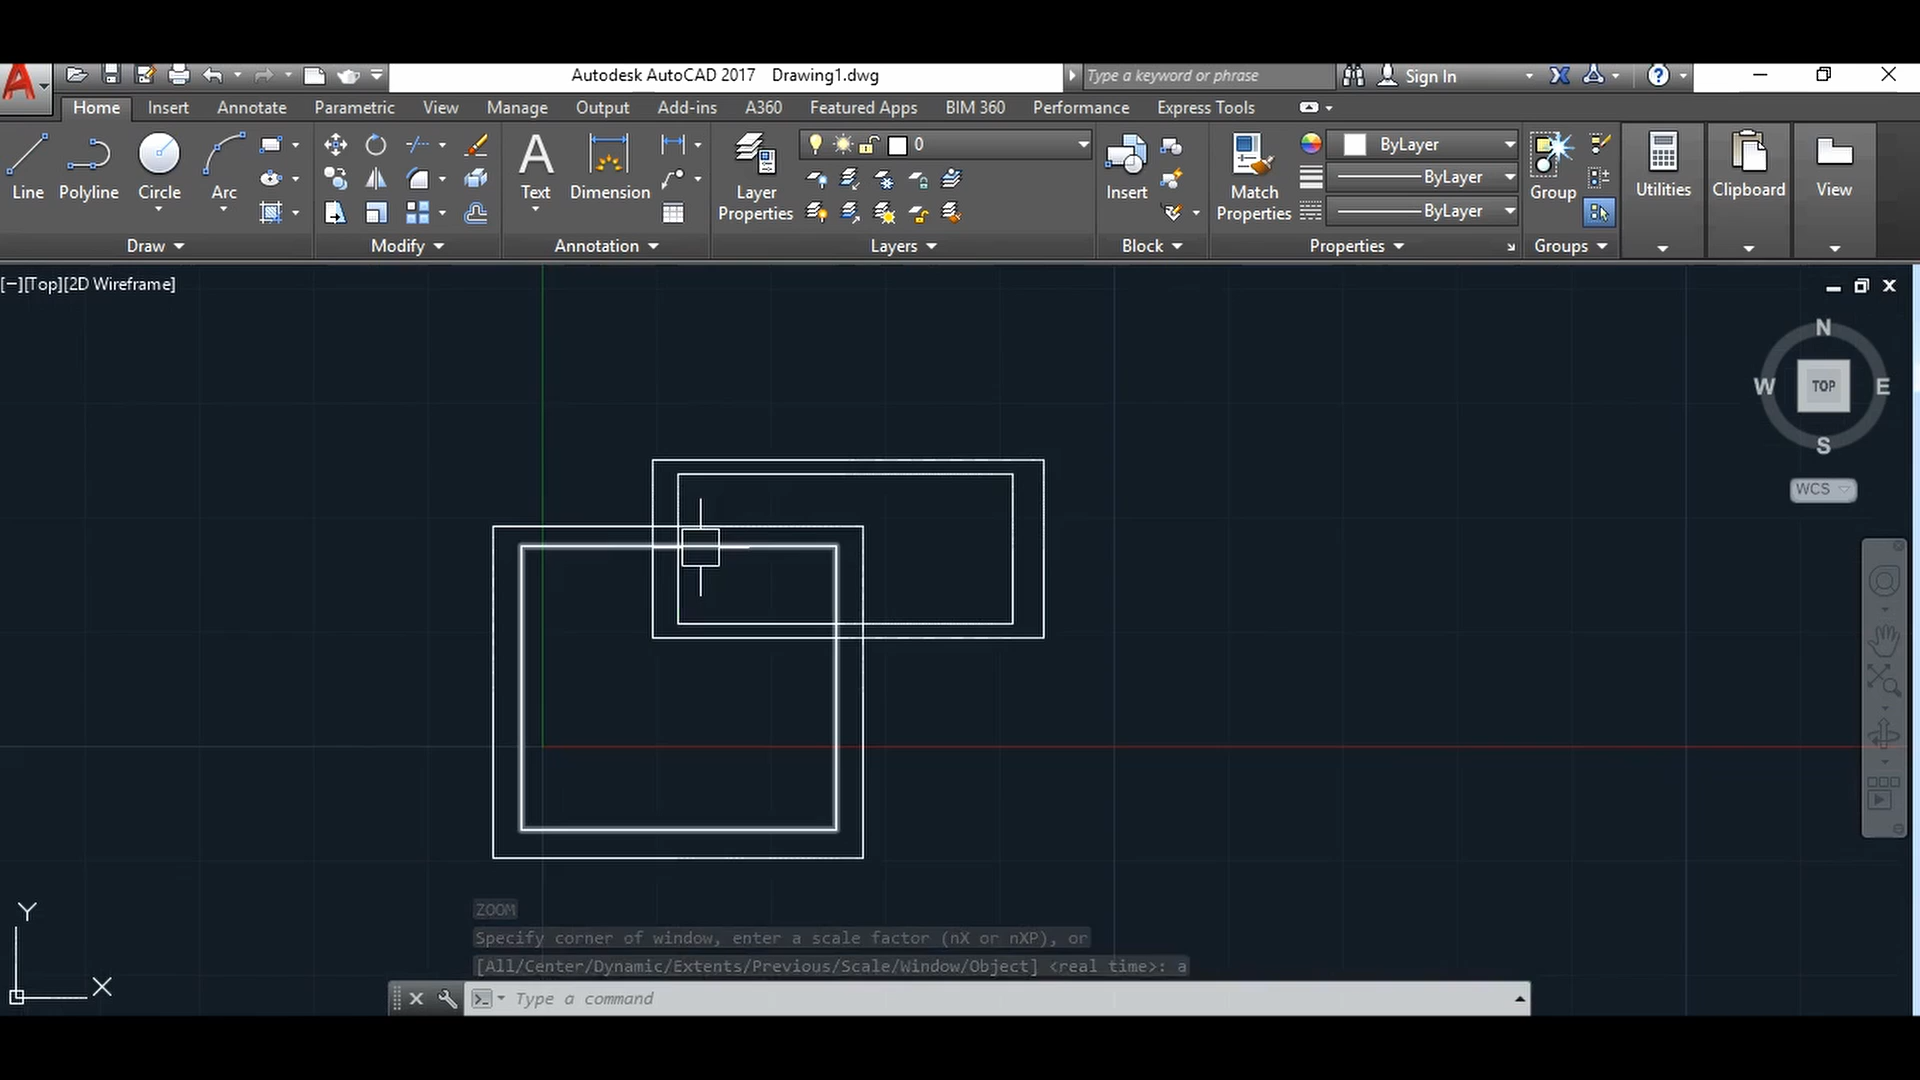 Autodesk AutoCAD 2017 Drawing1.dwg
Type a keyword or phrase
Sign In
Home Insert Annotate Parametric View Manage Output Add-ins A360 Featured Apps BIM 360 Performance Express Tools
0
ByLayer
ByLayer
ByLayer
Line Polyline Circle Arc
Text Dimension
Layer Properties
Insert
Match Properties
Group
Utilities Clipboard View
Draw Modify Annotation Layers Block Properties Groups
[−][Top][2D Wireframe]
N
W TOP E
S
WCS
Y
X
ZOOM
Specify corner of window, enter a scale factor (nX or nXP), or
[All/Center/Dynamic/Extents/Previous/Scale/Window/Object] <real time>: a
Type a command